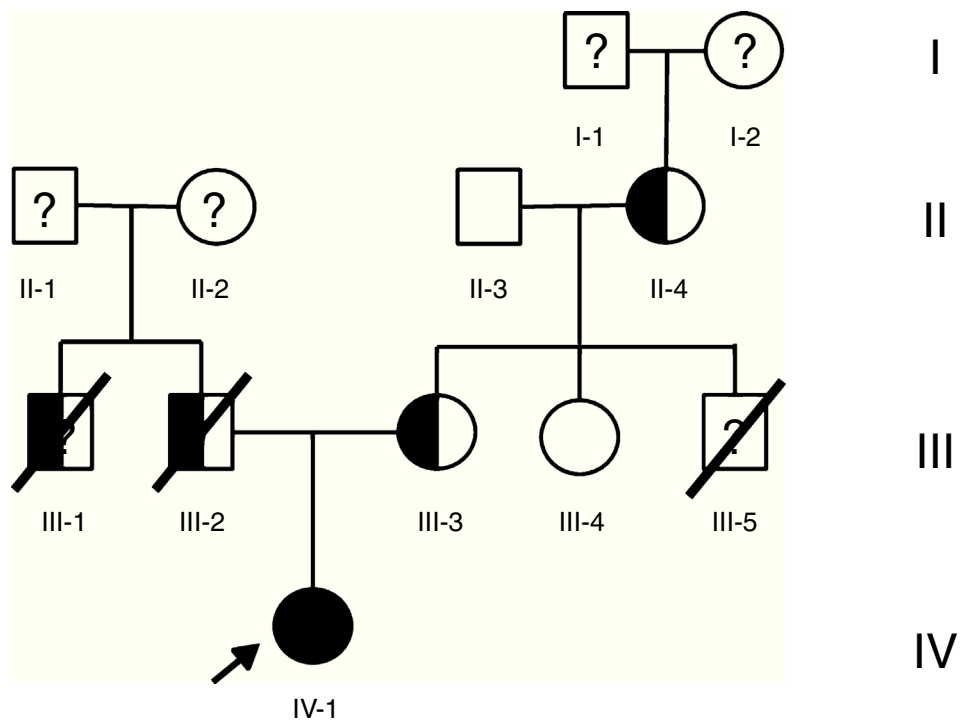 ? ? I
I-1 I-2
? ? II
II-1 II-2 II-3 II-4
? ? III
III-1 III-2 III-3 III-4 III-5
IV
IV-1